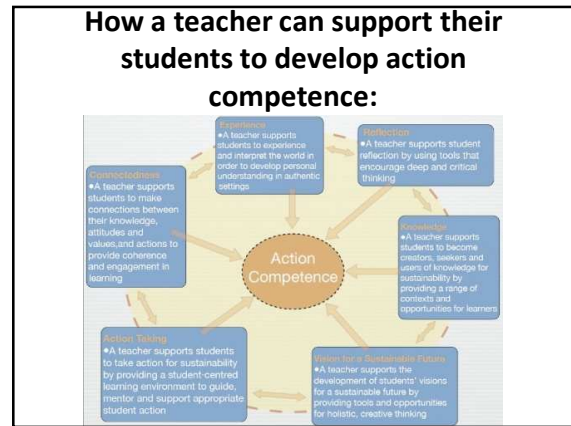 How a teacher can support their
students to develop action
competence:
Experience
●A teacher supports
students to experience
and interpret the world in
order to develop personal
understanding in authentic
settings
Reflection
●A teacher supports student
reflection by using tools that
encourage deep and critical
thinking
Connectedness
●A teacher supports
students to make
connections between
their knowledge,
attitudes and
values,and actions to
provide coherence
and engagement in
learning
Knowledge
●A teacher supports
students to become
creators, seekers and
users of knowledge for
sustainability by
providing a range of
contexts and
opportunities for learners
Action
Competence
Action Taking
●A teacher supports students
to take action for sustainability
by providing a student-centred
learning environment to guide,
mentor and support appropriate
student action
Vision for a Sustainable Future
●A teacher supports the
development of students' visions
for a sustainable future by
providing tools and opportunities
for holistic, creative thinking